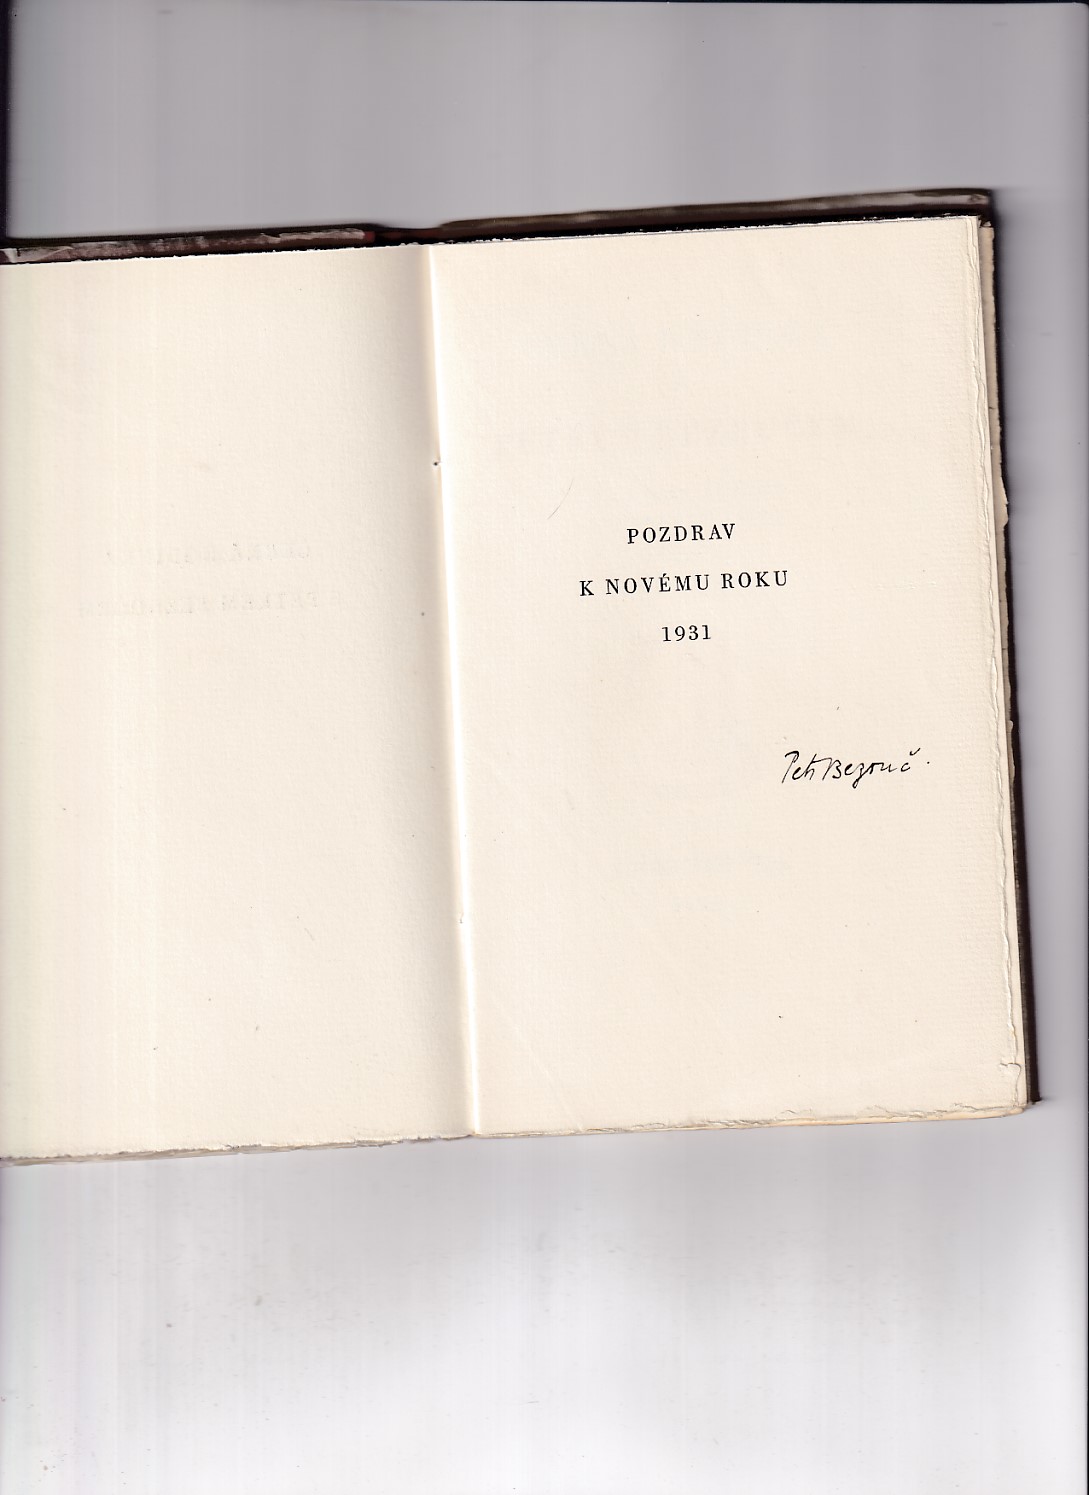 POZDRAV
K NOVÉMU ROKU
1931
Petr Bezruč.